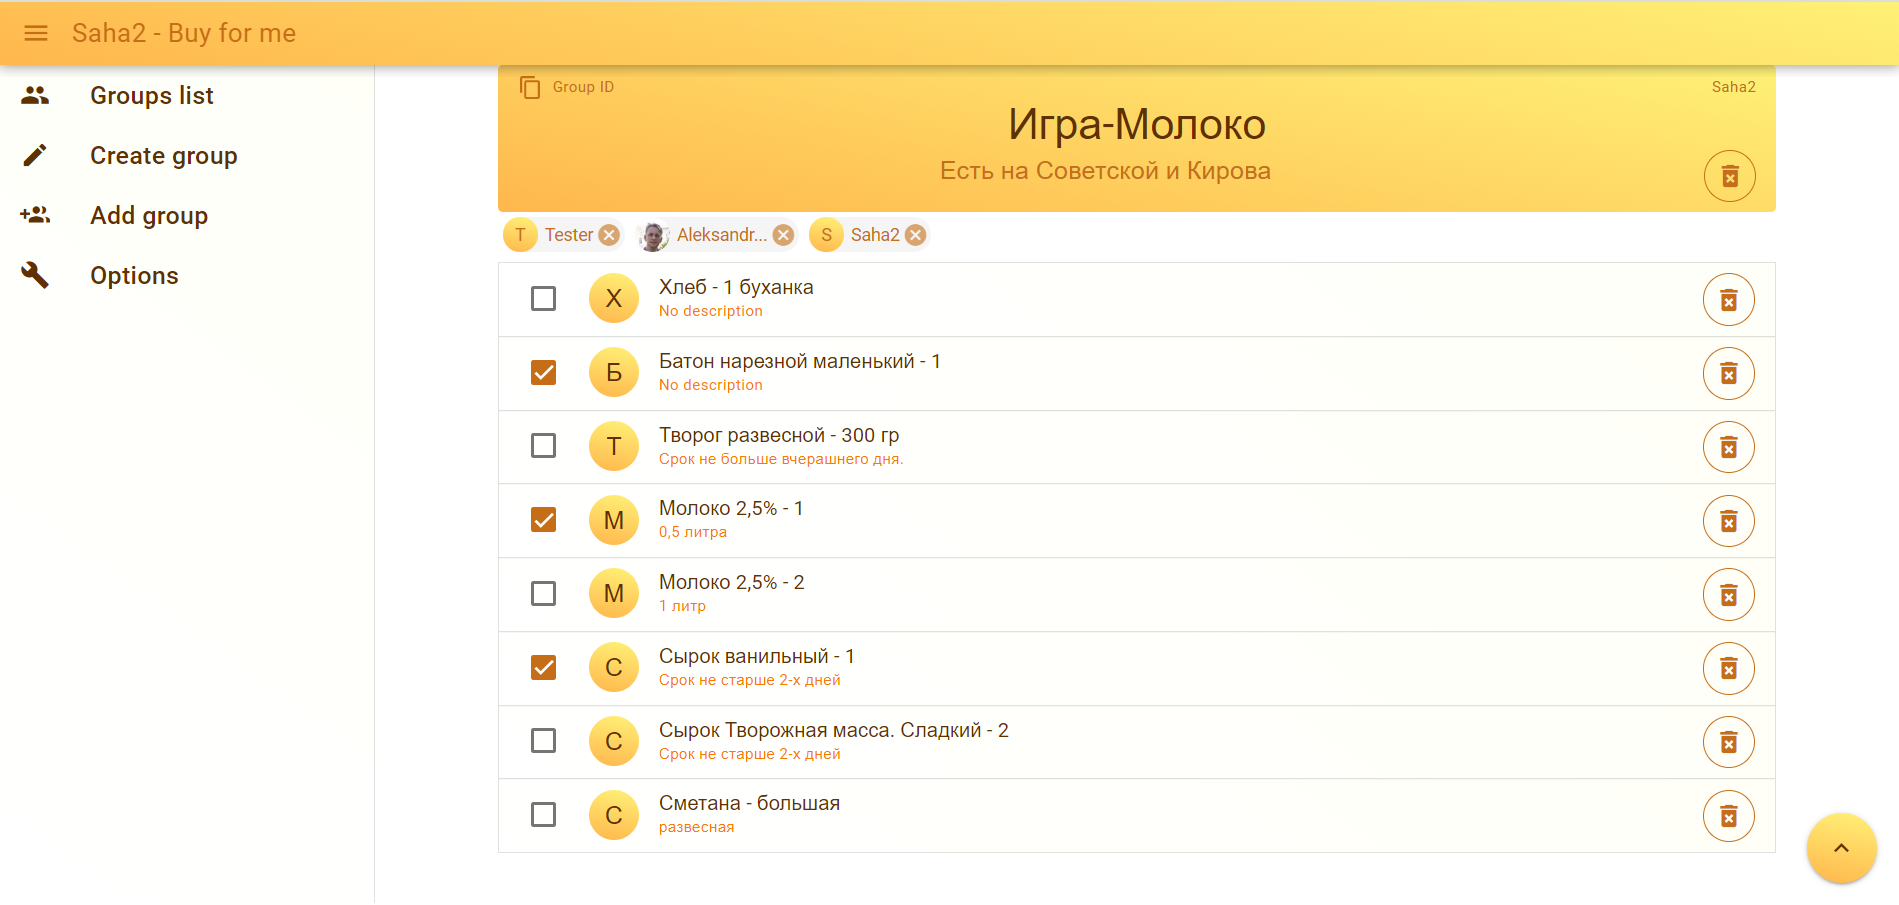 Saha2 - Buy for me
Groups list
Create group
Add group
Options
Group ID
Saha2
Игра-Молоко
Есть на Советской и Кирова
T Tester
Aleksandr...
S Saha2
Х
Хлеб - 1 буханка
No description
Б
Батон нарезной маленький - 1
No description
Т
Творог развесной - 300 гр
Срок не больше вчерашнего дня.
М
Молоко 2,5% - 1
0,5 литра
М
Молоко 2,5% - 2
1 литр
С
Сырок ванильный - 1
Срок не старше 2-х дней
С
Сырок Творожная масса. Сладкий - 2
Срок не старше 2-х дней
С
Сметана - большая
развесная